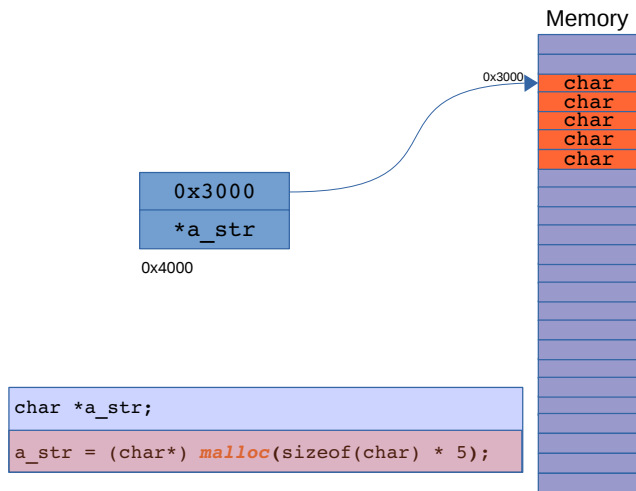 Memory
0x3000
char
char
char
char
char
0x3000
*a_str
0x4000
char *a_str;
a_str = (char*) malloc(sizeof(char) * 5);